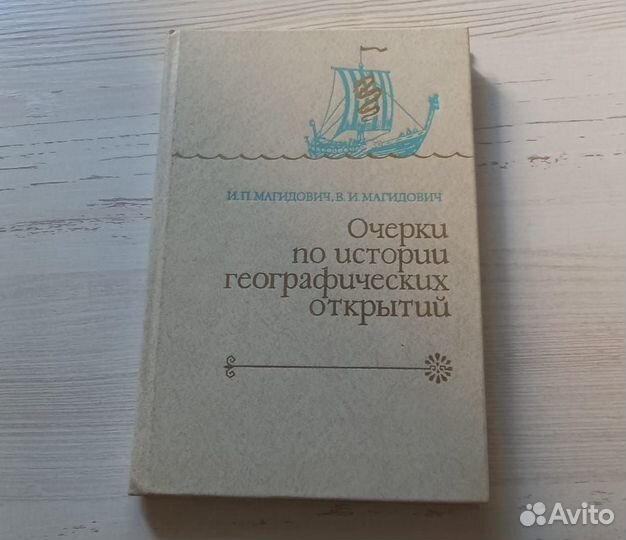 И. П. МАГИДОВИЧ, В. И. МАГИДОВИЧ
Очерки
по истории
географических
открытий
Avito